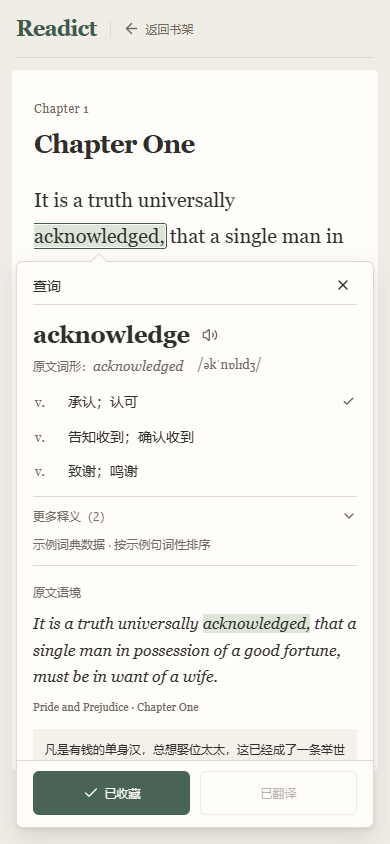 Readict
返回书架
Chapter 1
Chapter One
It is a truth universally
acknowledged, that a single man in
查询
acknowledge
原文词形：acknowledged /əkˈnɒlɪdʒ/
v. 承认；认可
v. 告知收到；确认收到
v. 致谢；鸣谢
更多释义（2）
示例词典数据 · 按示例句词性排序
原文语境
It is a truth universally acknowledged, that a
single man in possession of a good fortune,
must be in want of a wife.
Pride and Prejudice · Chapter One
凡是有钱的单身汉，总想娶位太太，这已经成了一条举世
已收藏
已翻译